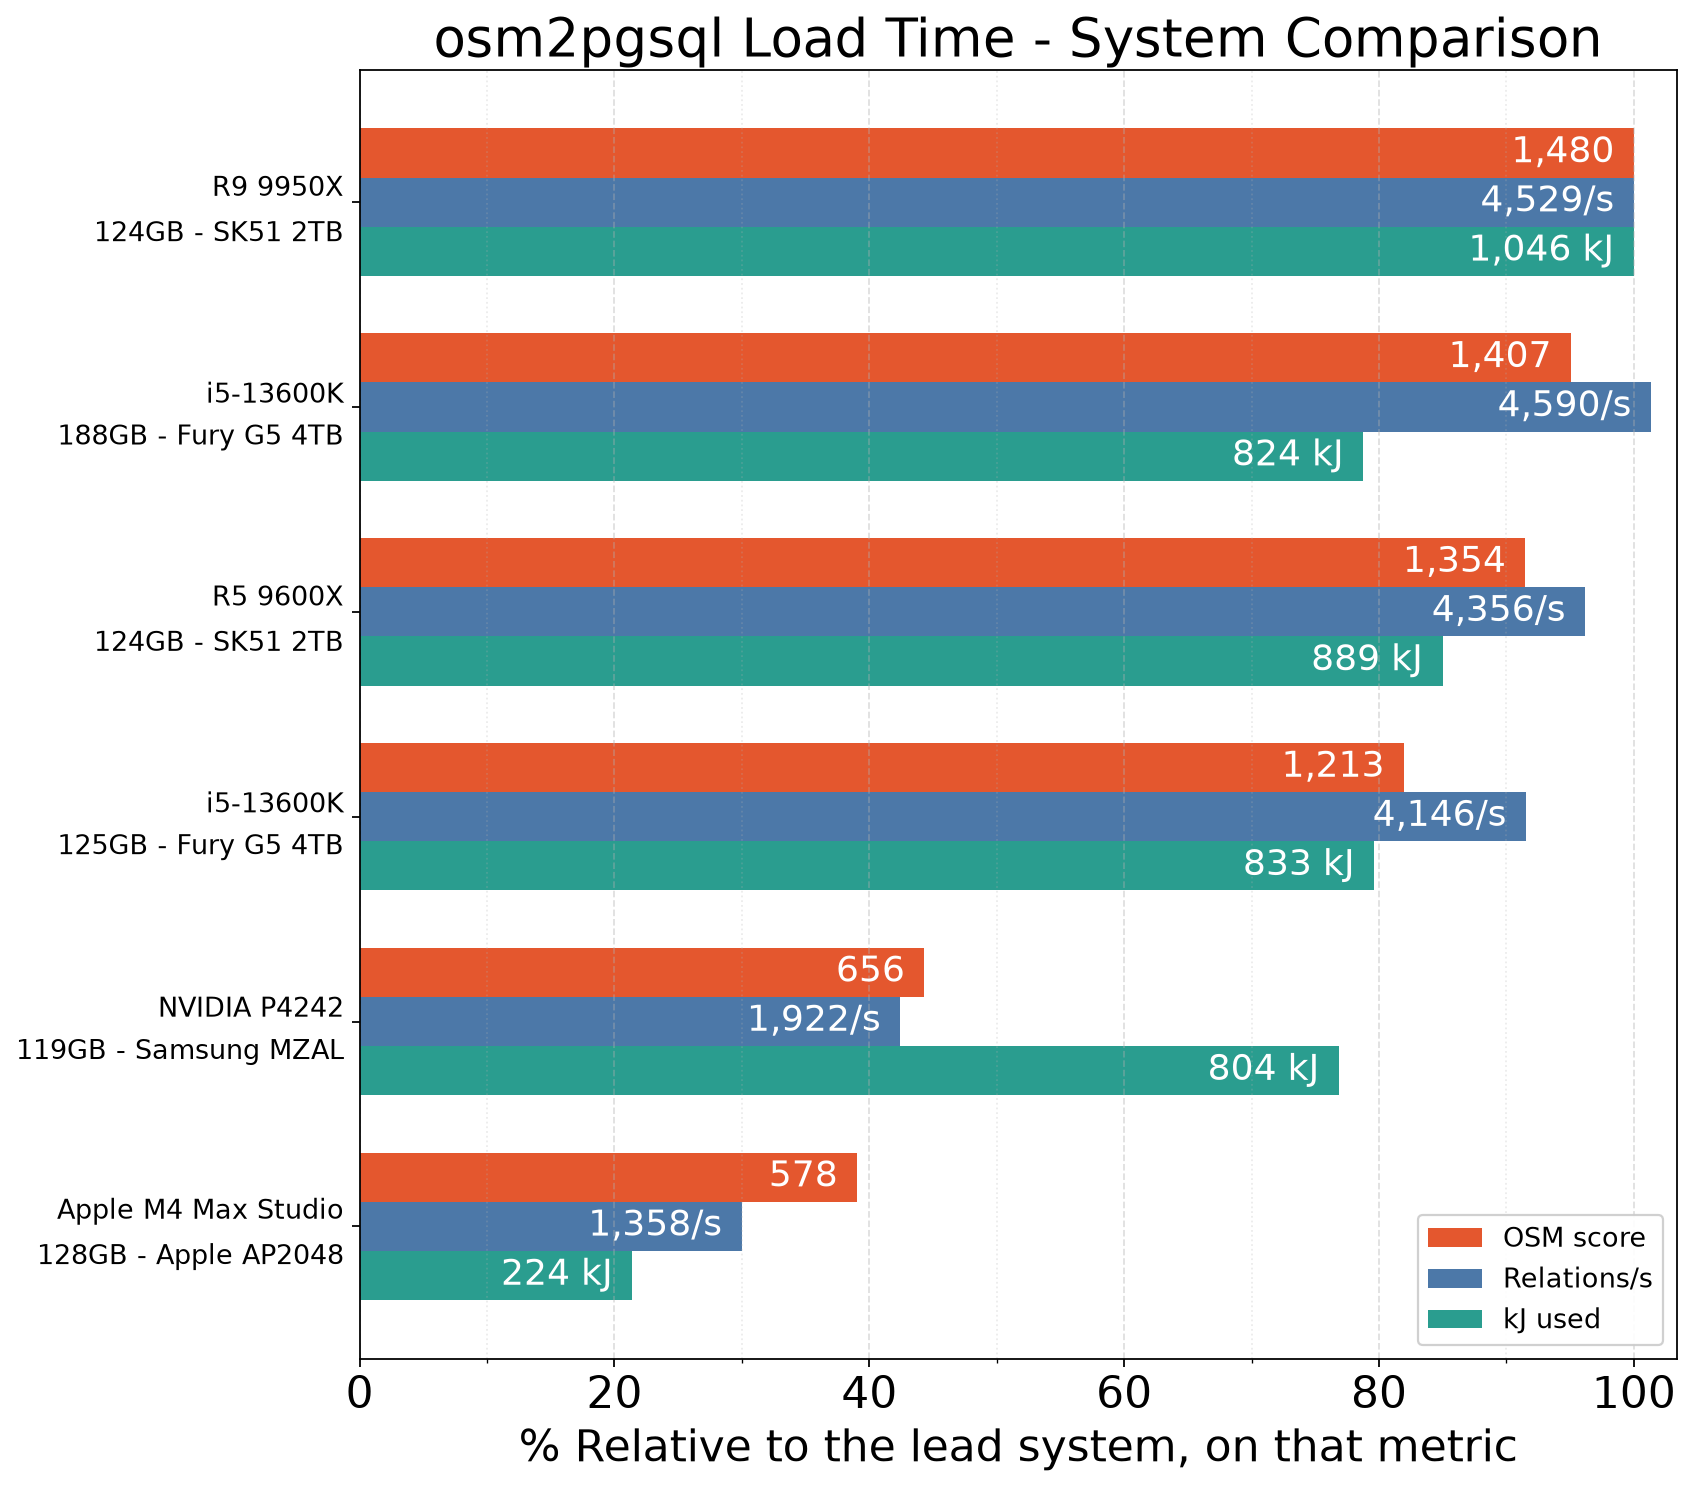 osm2pgsql Load Time - System Comparison
R9 9950X
124GB - SK51 2TB
1,480
4,529/s
1,046 kJ
i5-13600K
188GB - Fury G5 4TB
1,407
4,590/s
824 kJ
R5 9600X
124GB - SK51 2TB
1,354
4,356/s
889 kJ
i5-13600K
125GB - Fury G5 4TB
1,213
4,146/s
833 kJ
NVIDIA P4242
119GB - Samsung MZAL
656
1,922/s
804 kJ
Apple M4 Max Studio
128GB - Apple AP2048
578
1,358/s
224 kJ
OSM score
Relations/s
kJ used
0 20 40 60 80 100
% Relative to the lead system, on that metric